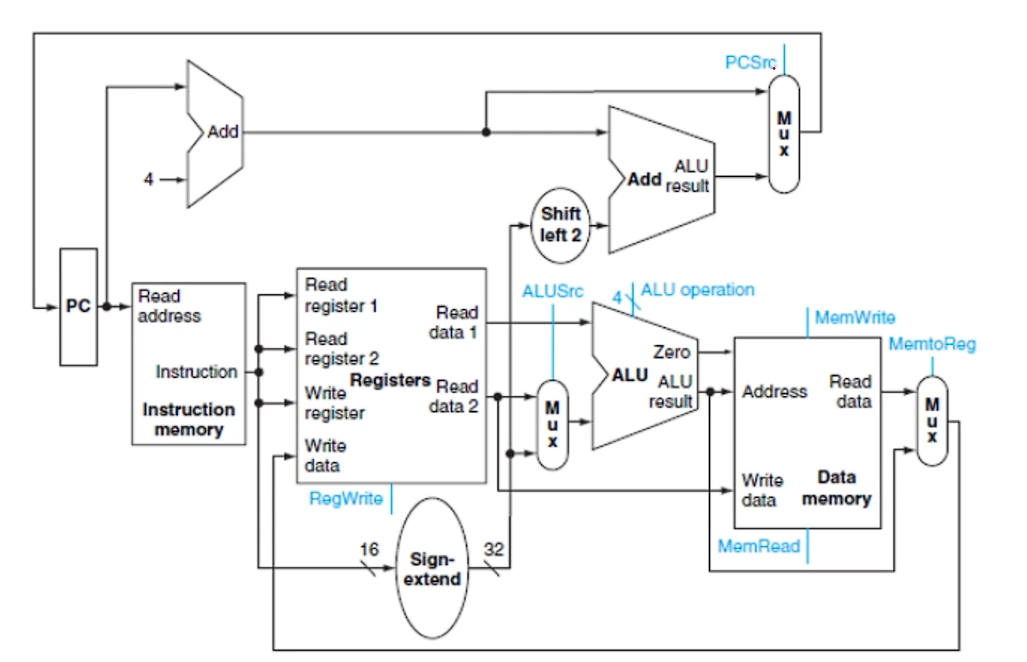 PCSrc
M
u
x
Add
4
Add
ALU
result
Shift
left 2
PC
Read
address
Instruction
Instruction
memory
Read
register 1
Read
register 2
Write
register
Write
data
Registers
Read
data 1
Read
data 2
RegWrite
16
Sign-
extend
32
ALUSrc
M
u
x
4
ALU operation
Zero
ALU
ALU
result
MemWrite
Address
Read
data
Write
data
Data
memory
MemRead
MemtoReg
M
u
x